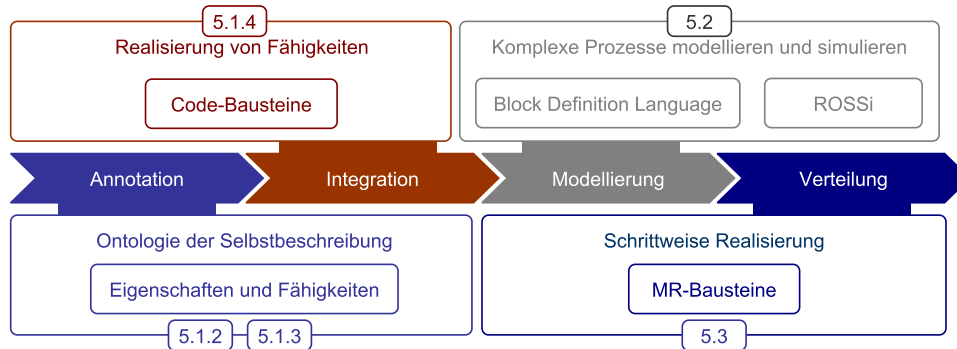 5.1.4
Realisierung von Fähigkeiten
Code-Bausteine
5.2
Komplexe Prozesse modellieren und simulieren
Block Definition Language
ROSSi
Annotation
Integration
Modellierung
Verteilung
Ontologie der Selbstbeschreibung
Eigenschaften und Fähigkeiten
5.1.2
5.1.3
Schrittweise Realisierung
MR-Bausteine
5.3